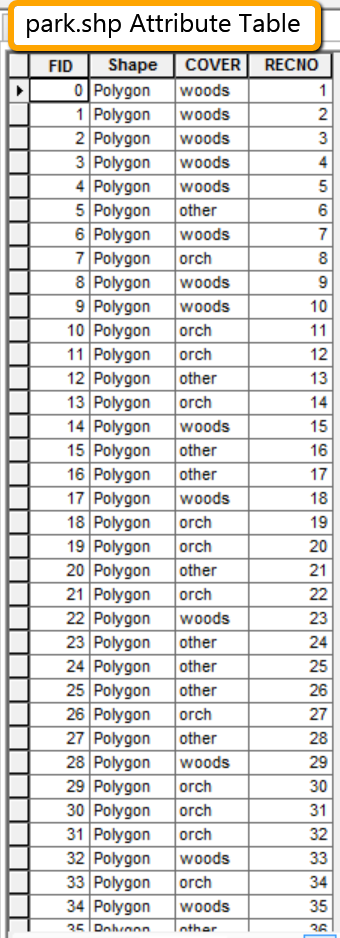 park.shp Attribute Table
FID Shape COVER RECNO
0 Polygon woods 1
1 Polygon woods 2
2 Polygon woods 3
3 Polygon woods 4
4 Polygon woods 5
5 Polygon other 6
6 Polygon woods 7
7 Polygon orch 8
8 Polygon woods 9
9 Polygon woods 10
10 Polygon orch 11
11 Polygon orch 12
12 Polygon other 13
13 Polygon orch 14
14 Polygon woods 15
15 Polygon other 16
16 Polygon other 17
17 Polygon woods 18
18 Polygon orch 19
19 Polygon orch 20
20 Polygon other 21
21 Polygon orch 22
22 Polygon woods 23
23 Polygon other 24
24 Polygon other 25
25 Polygon other 26
26 Polygon orch 27
27 Polygon other 28
28 Polygon woods 29
29 Polygon orch 30
30 Polygon orch 31
31 Polygon orch 32
32 Polygon woods 33
33 Polygon orch 34
34 Polygon woods 35
35 Polygon other 36